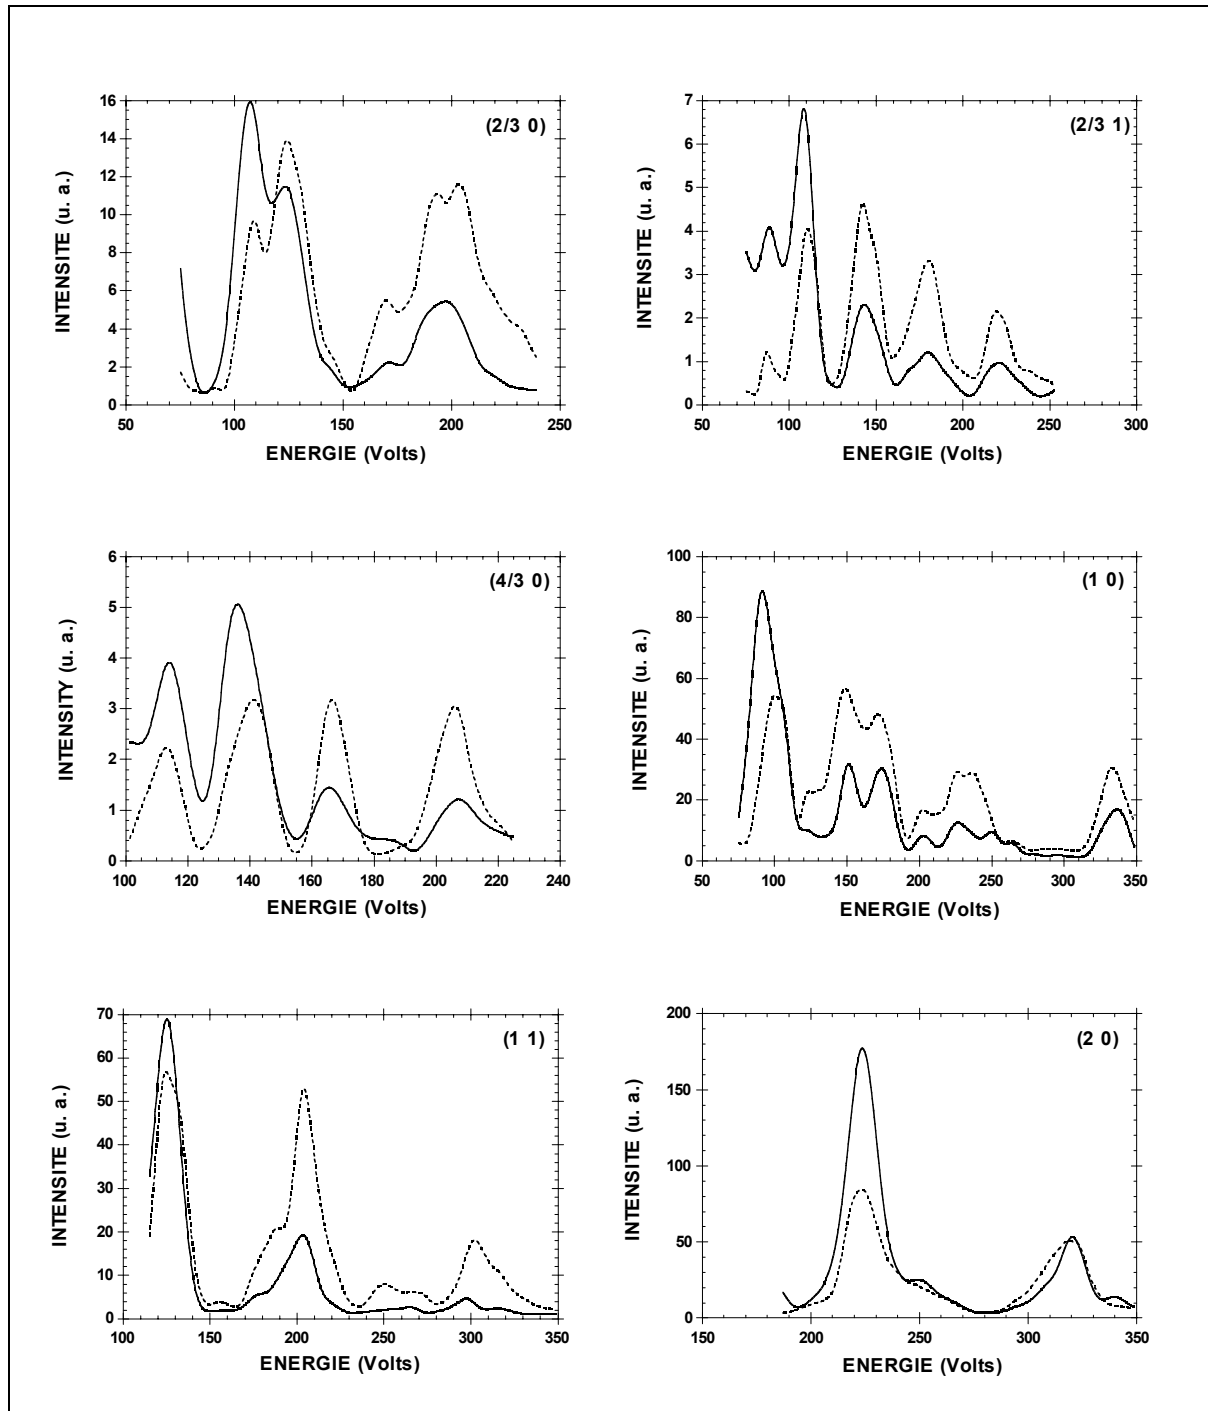 16
14
12
10
8
6
4
2
0
INTENSITE (u. a.)
(2/3 0)
50 100 150 200 250
ENERGIE (Volts)
7
6
5
4
3
2
1
0
INTENSITE (u. a.)
(2/3 1)
50 100 150 200 250 300
ENERGIE (Volts)
6
5
4
3
2
1
0
INTENSITY (u. a.)
(4/3 0)
100 120 140 160 180 200 220 240
ENERGIE (Volts)
100
80
60
40
20
0
INTENSITE (u. a.)
(1 0)
50 100 150 200 250 300 350
ENERGIE (Volts)
70
60
50
40
30
20
10
0
INTENSITE (u. a.)
(1 1)
100 150 200 250 300 350
ENERGIE (Volts)
200
150
100
50
0
INTENSITE (u. a.)
(2 0)
150 200 250 300 350
ENERGIE (Volts)